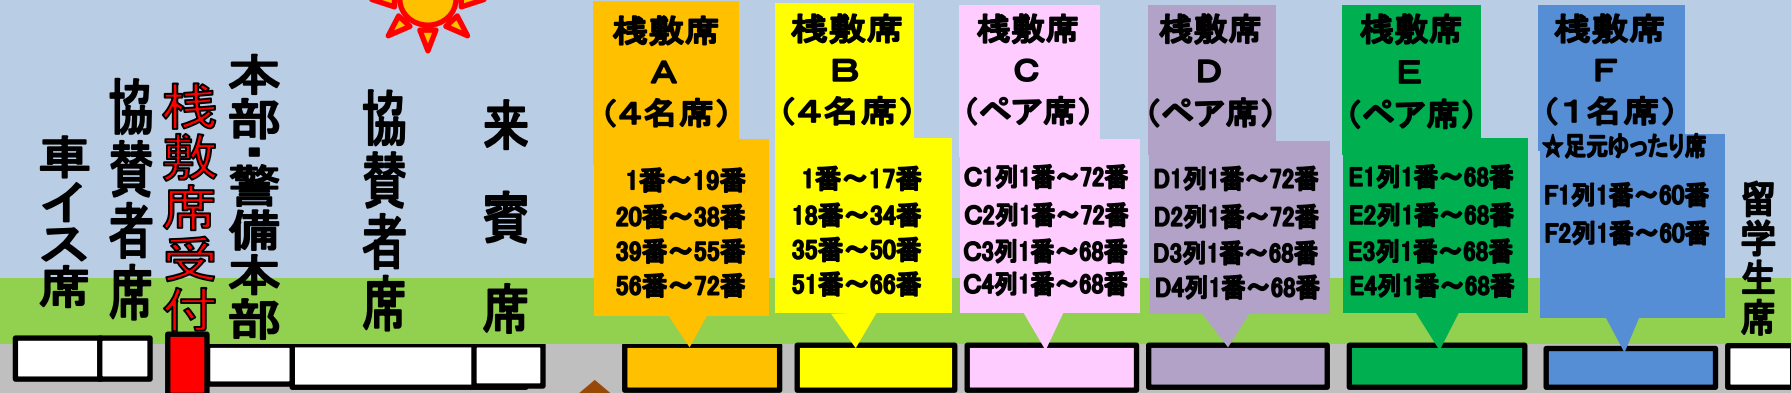 車イス席
協賛者席
桟敷席受付
本部・警備本部
協賛者席
来賓席
桟敷席
A
(4名席)
1番～19番
20番～38番
39番～55番
56番～72番
桟敷席
B
(4名席)
1番～17番
18番～34番
35番～50番
51番～66番
桟敷席
C
(ペア席)
C1列1番～72番
C2列1番～72番
C3列1番～68番
C4列1番～68番
桟敷席
D
(ペア席)
D1列1番～72番
D2列1番～72番
D3列1番～68番
D4列1番～68番
桟敷席
E
(ペア席)
E1列1番～68番
E2列1番～68番
E3列1番～68番
E4列1番～68番
桟敷席
F
(1名席)
★足元ゆったり席
F1列1番～60番
F2列1番～60番
留学生席